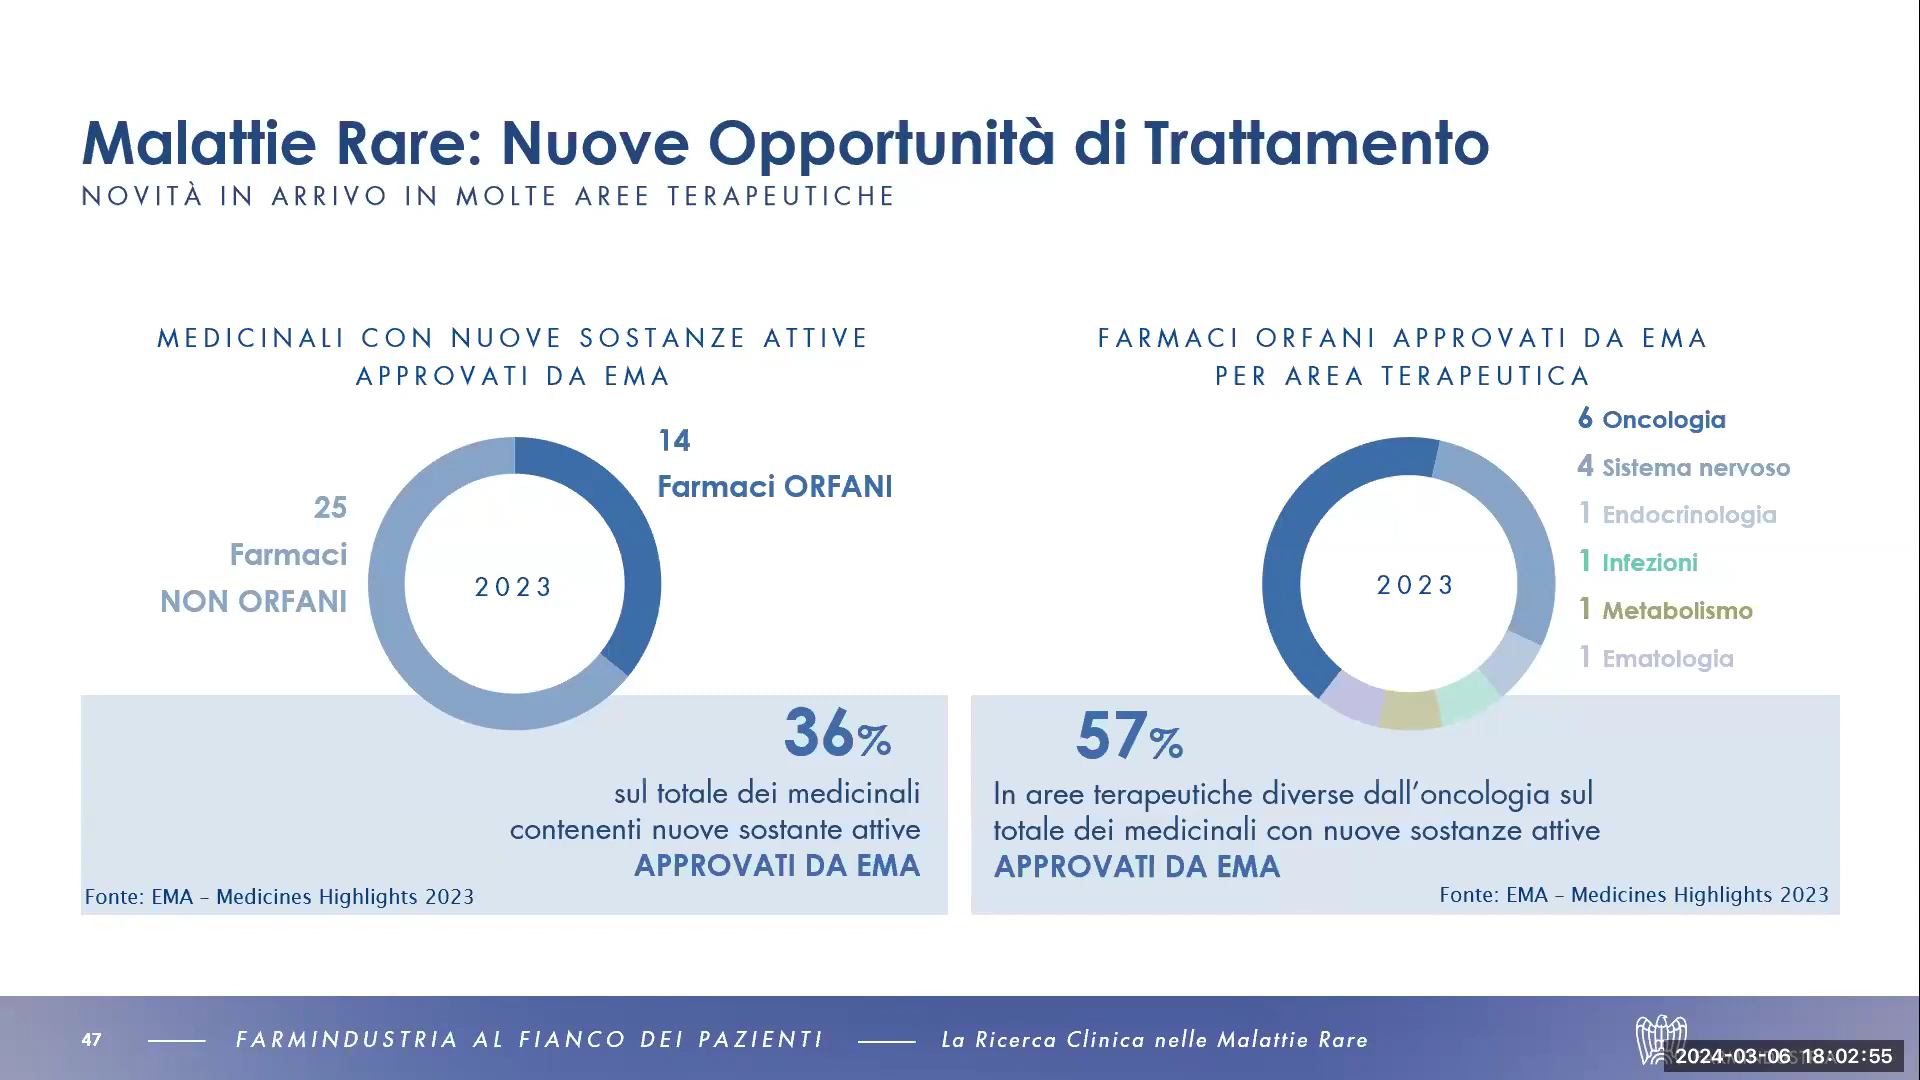 Malattie Rare: Nuove Opportunità di Trattamento
NOVITÀ IN ARRIVO IN MOLTE AREE TERAPEUTICHE
MEDICINALI CON NUOVE SOSTANZE ATTIVE
APPROVATI DA EMA
14
Farmaci ORFANI
25
Farmaci
NON ORFANI
2023
36%
sul totale dei medicinali
contenenti nuove sostante attive
APPROVATI DA EMA
Fonte: EMA – Medicines Highlights 2023
FARMACI ORFANI APPROVATI DA EMA
PER AREA TERAPEUTICA
6 Oncologia
4 Sistema nervoso
1 Endocrinologia
1 Infezioni
1 Metabolismo
1 Ematologia
2023
57%
In aree terapeutiche diverse dall’oncologia sul
totale dei medicinali con nuove sostanze attive
APPROVATI DA EMA
Fonte: EMA – Medicines Highlights 2023
47
FARMINDUSTRIA AL FIANCO DEI PAZIENTI
La Ricerca Clinica nelle Malattie Rare
2024-03-06 18:02:55